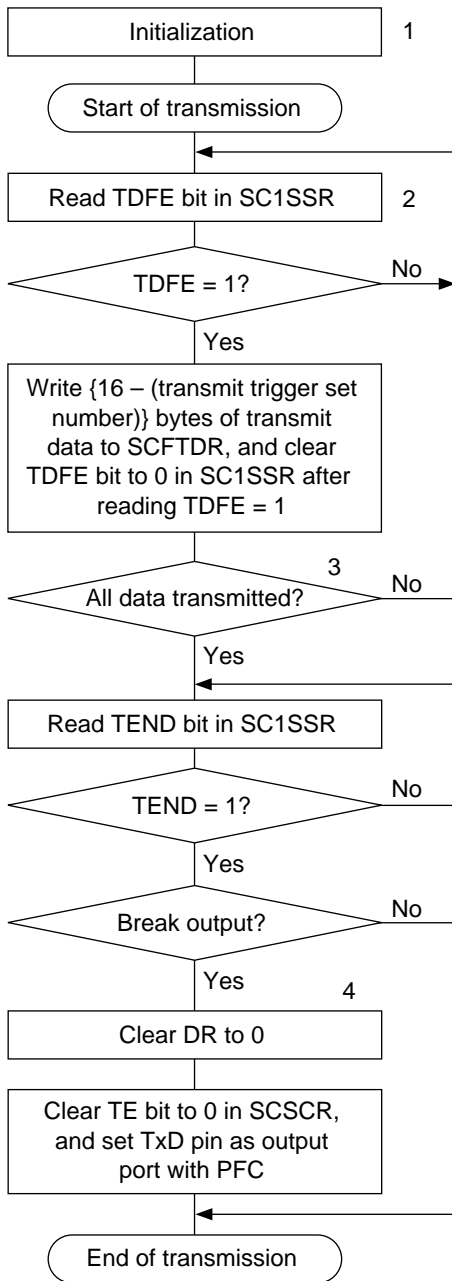 Initialization
1
Start of transmission
Read TDFE bit in SC1SSR
2
TDFE = 1?
No
Yes
Write {16 – (transmit trigger set
number)} bytes of transmit
data to SCFTDR, and clear
TDFE bit to 0 in SC1SSR after
reading TDFE = 1
3
All data transmitted?
No
Yes
Read TEND bit in SC1SSR
TEND = 1?
No
Yes
Break output?
No
Yes
4
Clear DR to 0
Clear TE bit to 0 in SCSCR,
and set TxD pin as output
port with PFC
End of transmission